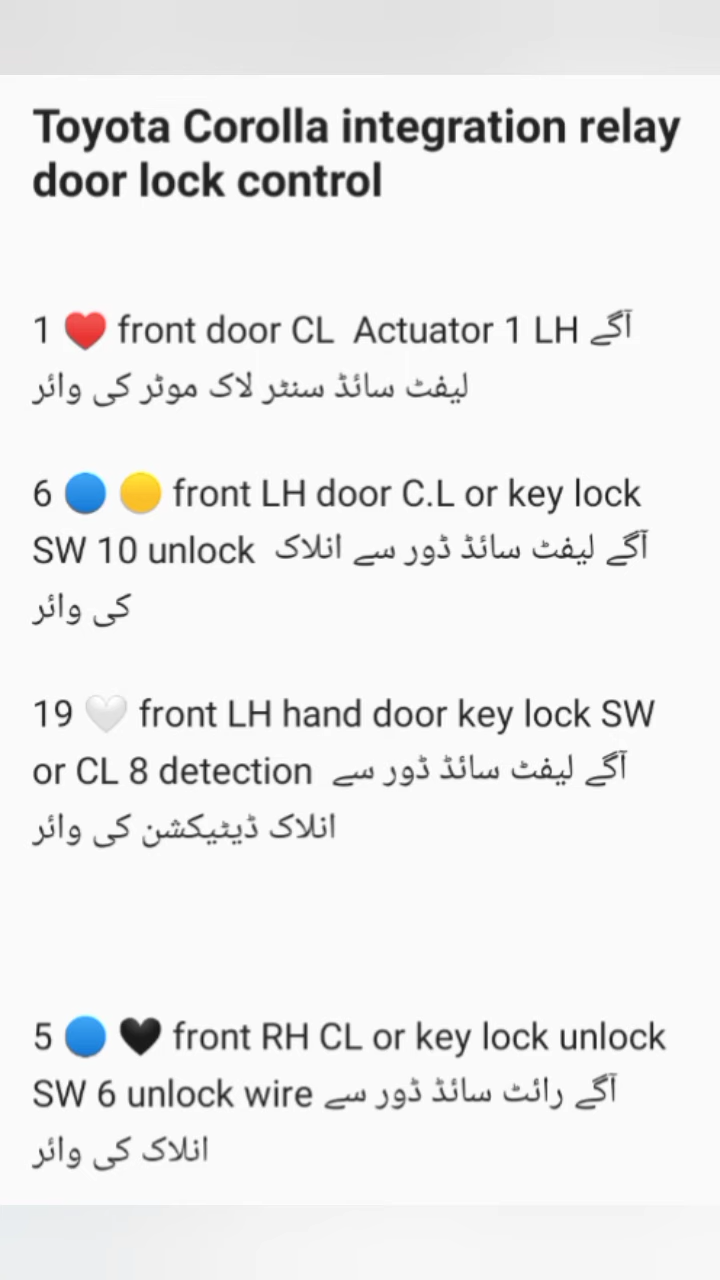 Toyota Corolla integration relay
door lock control
1 ❤️ front door CL Actuator 1 LH آگے
لیفٹ سائڈ سنٹر لاک موٹر کی وائر
6 🔵 🟡 front LH door C.L or key lock
SW 10 unlock آگے لیفٹ سائڈ ڈور سے انلاک
کی وائر
19 🤍 front LH hand door key lock SW
or CL 8 detection آگے لیفٹ سائڈ ڈور سے
انلاک ڈیٹیکشن کی وائر
5 🔵 🖤 front RH CL or key lock unlock
SW 6 unlock wire آگے رائٹ سائڈ ڈور سے
انلاک کی وائر